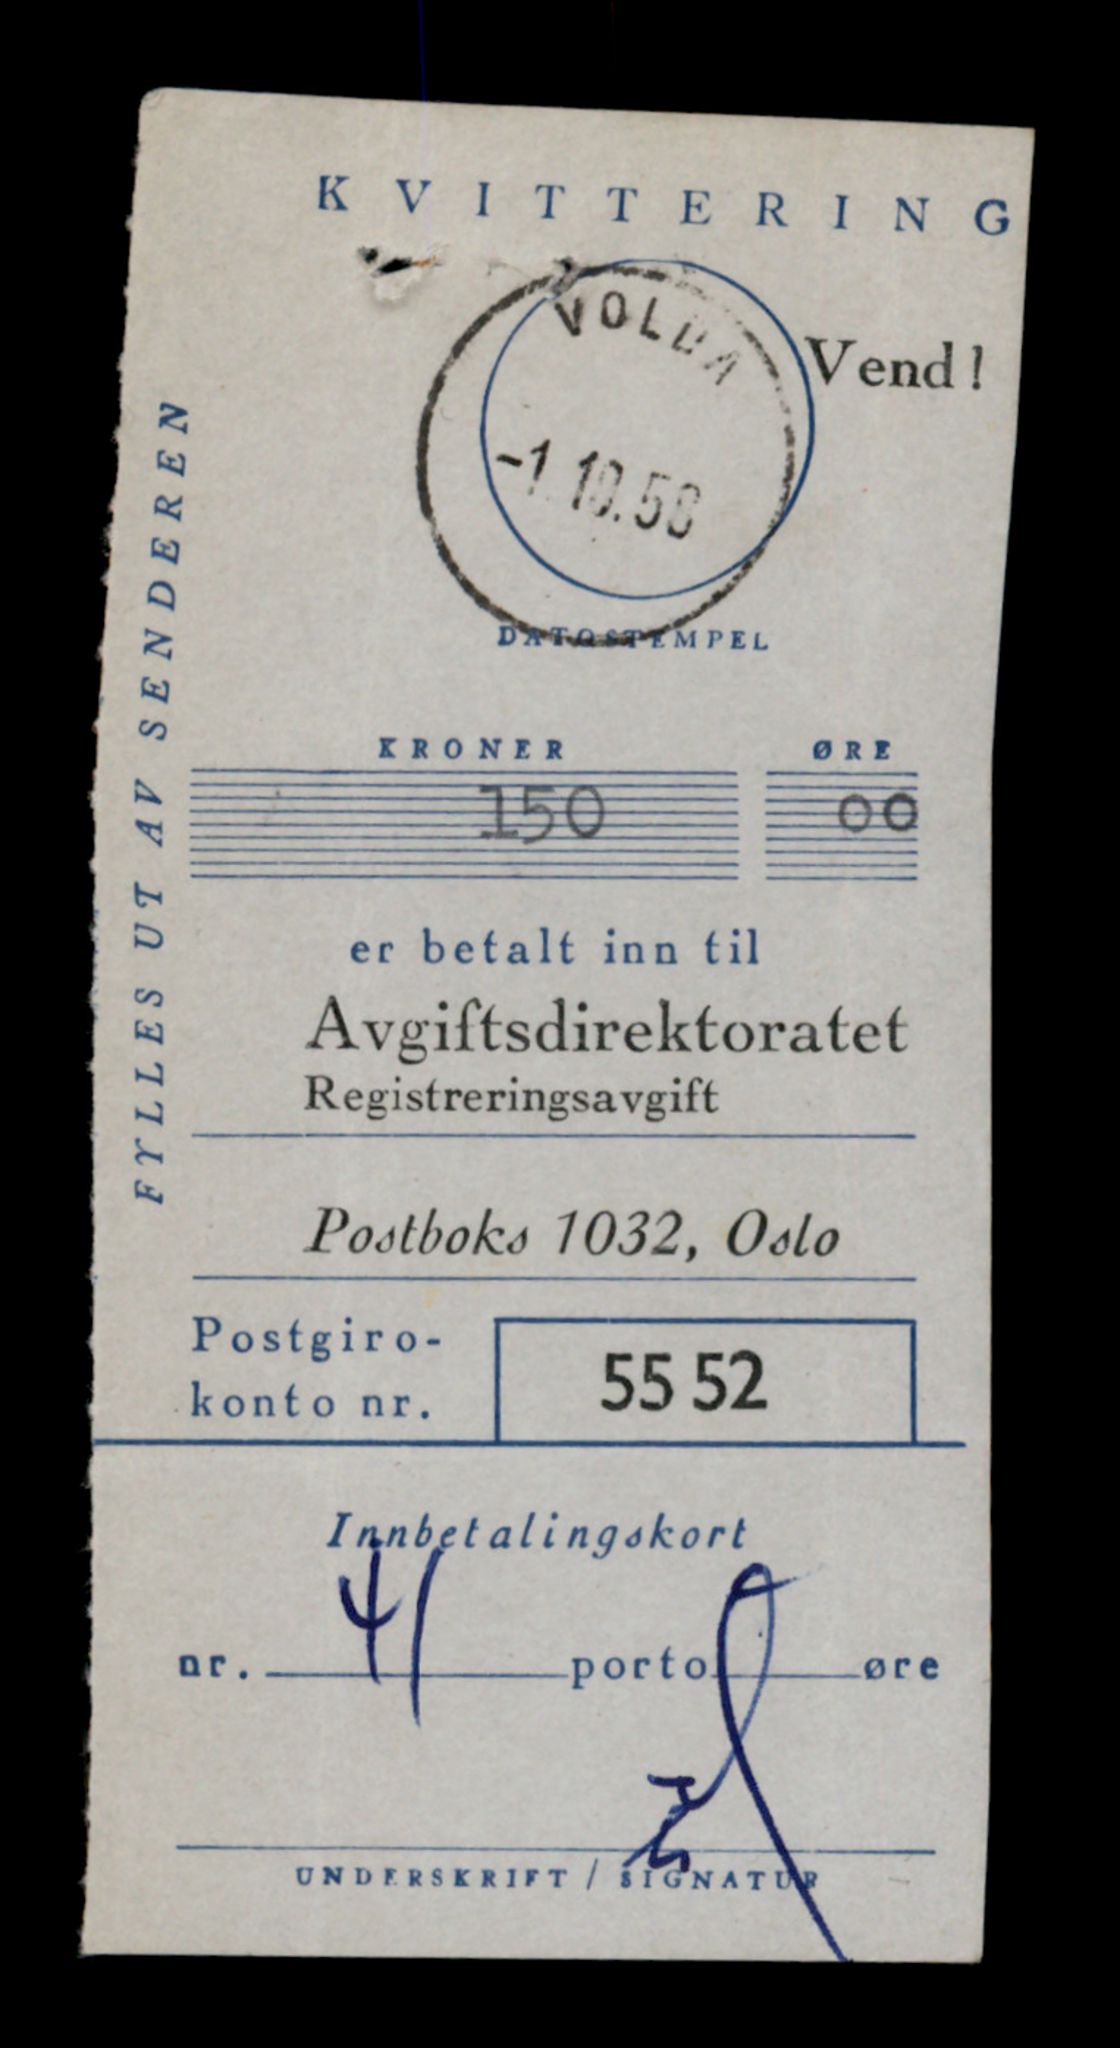 KVITTERING
VOLDA
Vend!
-1.10.58
DATOSTEMPEL
FYLLES UT AV SENDEREN
KRONER ØRE
150 00
er betalt inn til
Avgiftsdirektoratet
Registreringsavgift
Postboks 1032, Oslo
Postgiro-
konto nr. 55 52
Innbetalingskort
nr. 41 porto øre
UNDERSKRIFT / SIGNATUR